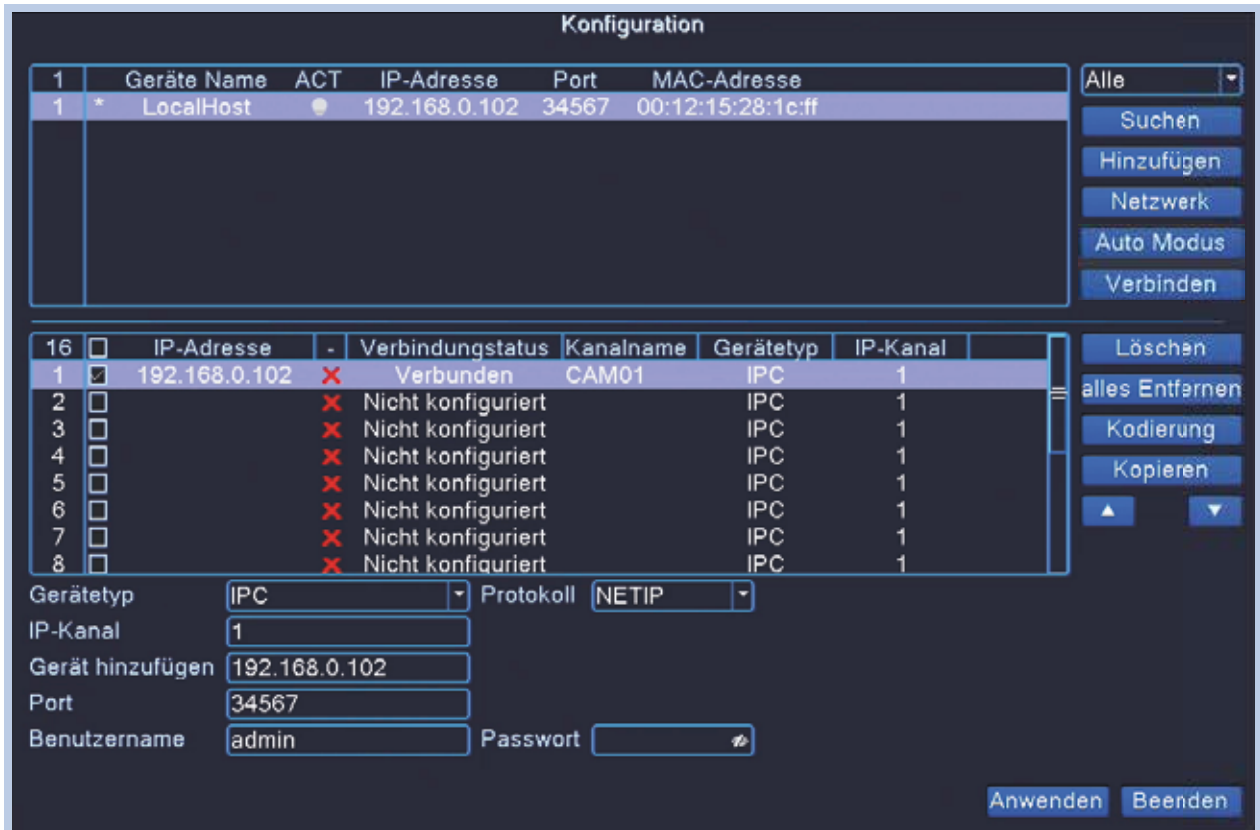 Konfiguration
1 Geräte Name ACT IP-Adresse Port MAC-Adresse
1 * LocalHost 192.168.0.102 34567 00:12:15:28:1c:ff
Alle
Suchen
Hinzufügen
Netzwerk
Auto Modus
Verbinden
16 IP-Adresse - Verbindungstatus Kanalname Gerätetyp IP-Kanal
1 192.168.0.102 Verbunden CAM01 IPC 1
2 Nicht konfiguriert IPC 1
3 Nicht konfiguriert IPC 1
4 Nicht konfiguriert IPC 1
5 Nicht konfiguriert IPC 1
6 Nicht konfiguriert IPC 1
7 Nicht konfiguriert IPC 1
8 Nicht konfiguriert IPC 1
Löschen
alles Entfernen
Kodierung
Kopieren
Gerätetyp IPC Protokoll NETIP
IP-Kanal 1
Gerät hinzufügen 192.168.0.102
Port 34567
Benutzername admin Passwort
Anwenden Beenden